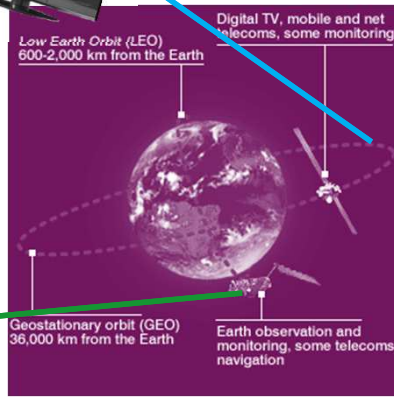 Digital TV, mobile and net
telecoms, some monitoring
Low Earth Orbit (LEO)
600-2,000 km from the Earth
Geostationary orbit (GEO)
36,000 km from the Earth
Earth observation and
monitoring, some telecoms
navigation